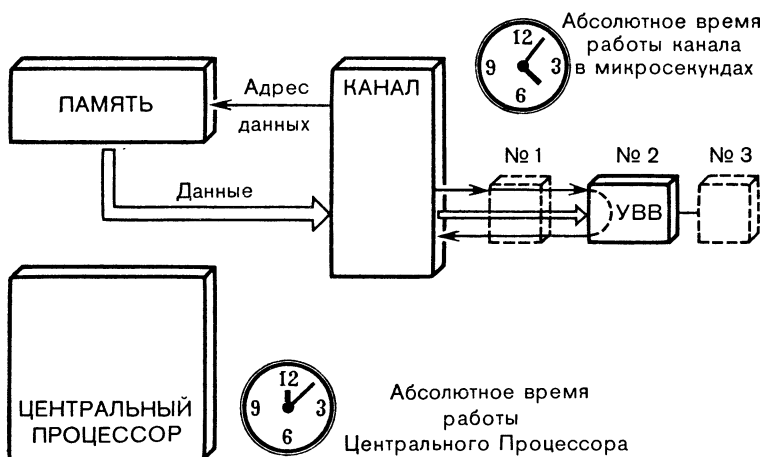 Абсолютное время
работы канала
в микросекундах
12
9
3
6
ПАМЯТЬ
Адрес
данных
КАНАЛ
Данные
№ 1
№ 2
№ 3
УВВ
ЦЕНТРАЛЬНЫЙ
ПРОЦЕССОР
12
9
3
6
Абсолютное время
работы
Центрального Процессора